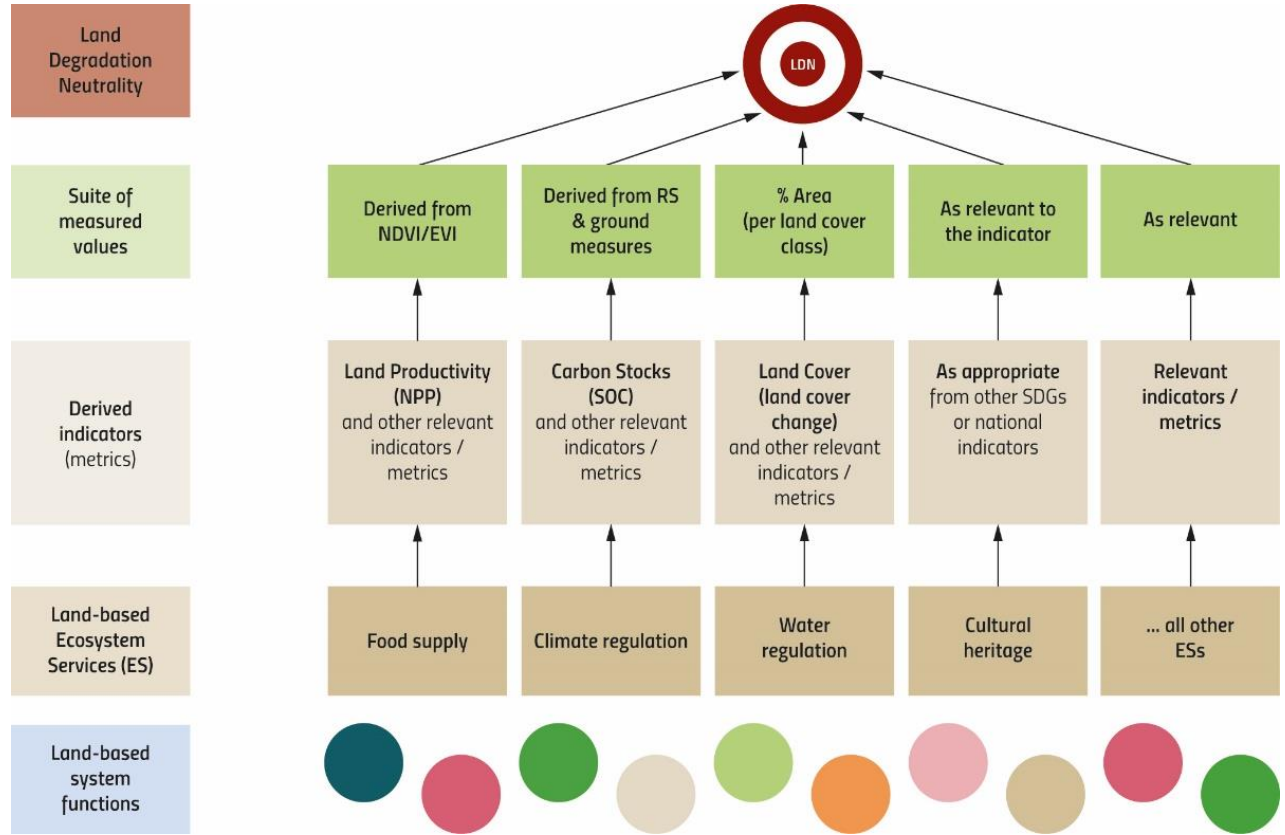 Land
Degradation
Neutrality
LDN
Suite of
measured
values
Derived from
NDVI/EVI
Derived from RS
& ground
measures
% Area
(per land cover
class)
As relevant to
the indicator
As relevant
Derived
indicators
(metrics)
Land Productivity
(NPP)
and other relevant
indicators /
metrics
Carbon Stocks
(SOC)
and other relevant
indicators /
metrics
Land Cover
(land cover
change)
and other relevant
indicators /
metrics
As appropriate
from other SDGs
or national
indicators
Relevant
indicators /
metrics
Land-based
Ecosystem
Services (ES)
Food supply
Climate regulation
Water
regulation
Cultural
heritage
... all other
ESs
Land-based
system
functions